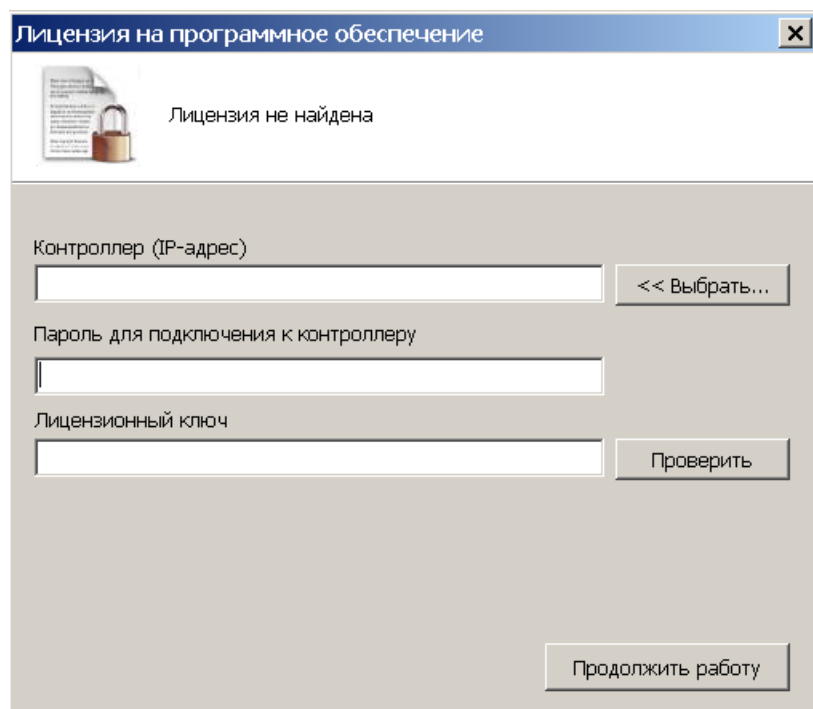 Лицензия на программное обеспечение
Лицензия не найдена
Контроллер (IP-адрес)
<< Выбрать...
Пароль для подключения к контроллеру
Лицензионный ключ
Проверить
Продолжить работу